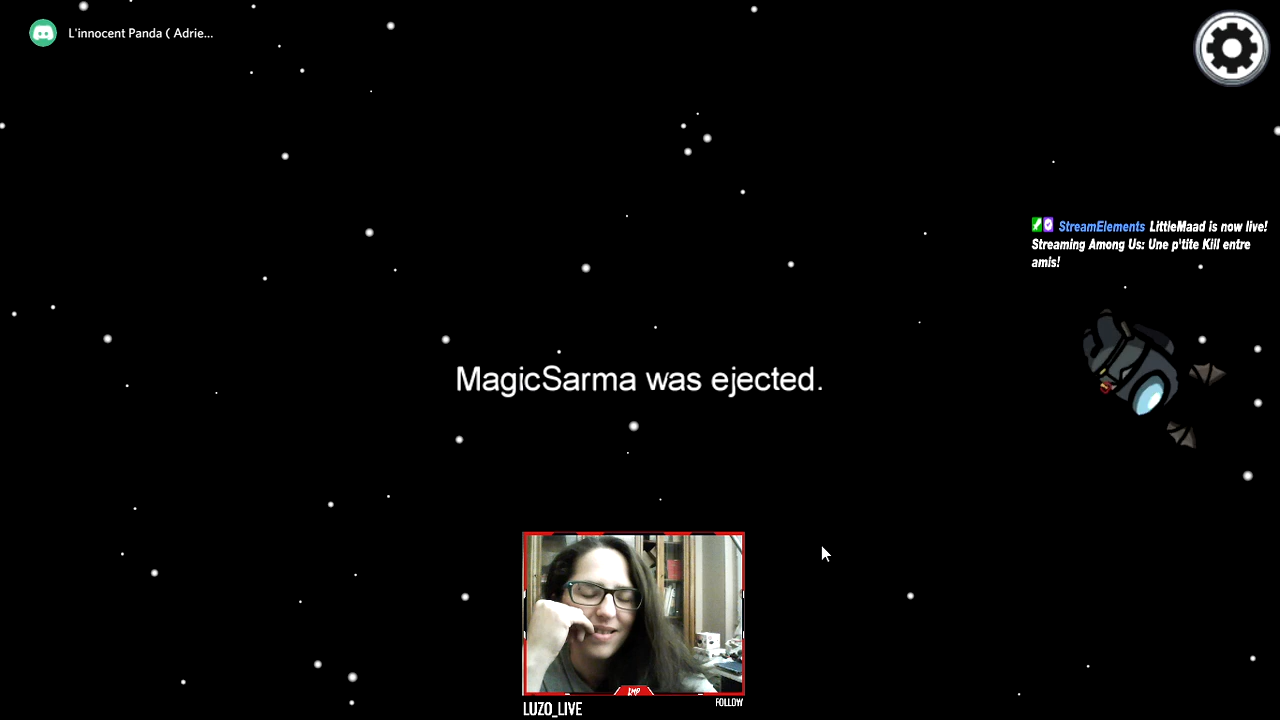 L'innocent Panda ( Adrie...
StreamElements LittleMaad is now live!
Streaming Among Us: Une p'tite Kill entre
amis!
MagicSarma was ejected.
LUZO_LIVE
FOLLOW